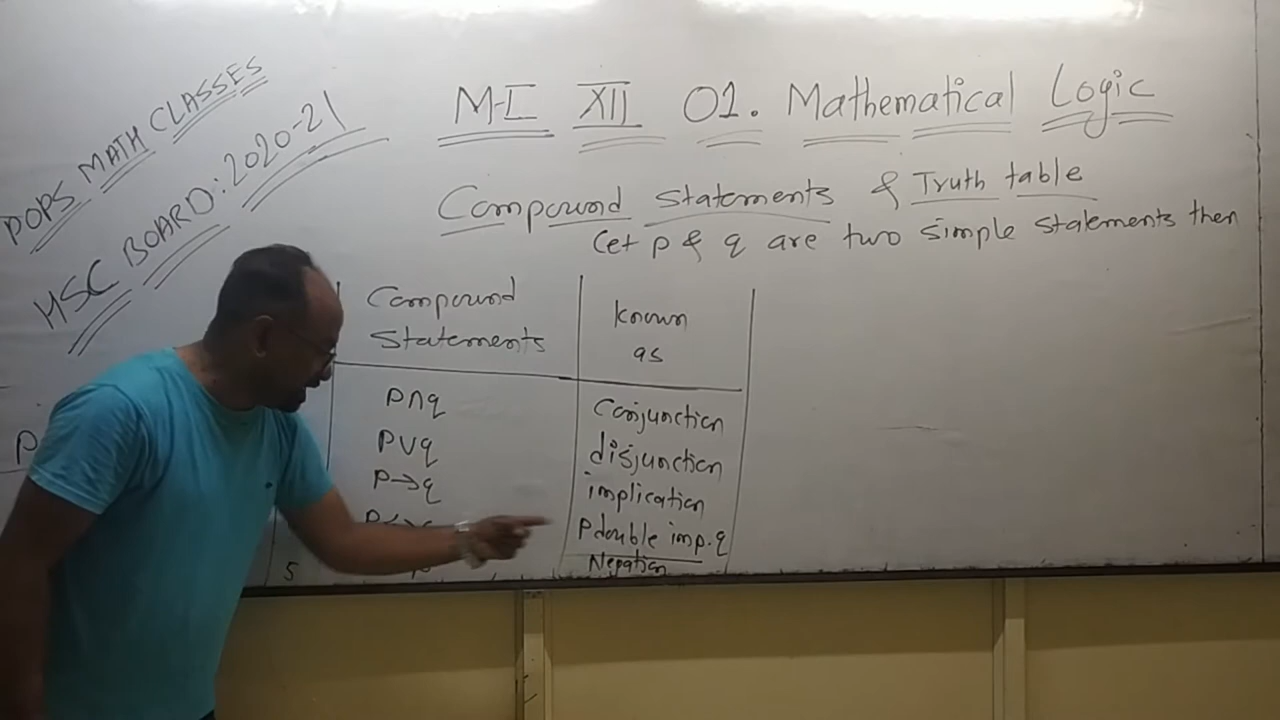 POPS MATH CLASSES
HSC BOARD: 2020-21
M-I XII 01. Mathematical Logic
Compound statements & Truth table
Let p & q are two simple statements then
Compound Statements
known as
p∩q
Conjunction
p∨q
disjunction
p→q
implication
P double imp. q
5
Negation
P